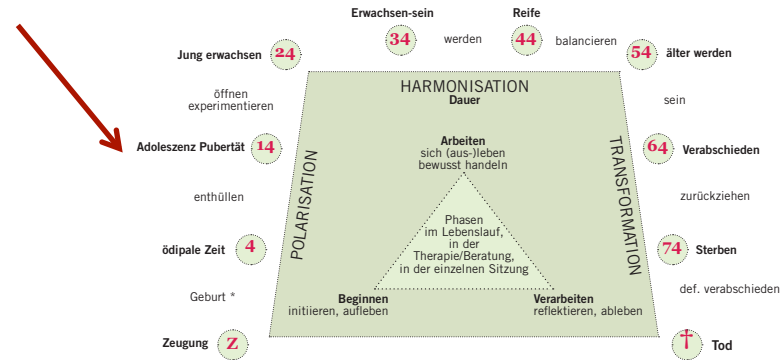 Erwachsen-sein
Reife
34
werden
44
balancieren
Jung erwachsen
24
54
älter werden
HARMONISATION
Dauer
öffnen
experimentieren
sein
Adoleszenz Pubertät
14
Arbeiten
sich (aus-)leben
bewusst handeln
64
Verabschieden
POLARISATION
TRANSFORMATION
enthüllen
zurückziehen
Phasen
im Lebenslauf,
in der
Therapie/Beratung,
in der einzelnen Sitzung
ödipale Zeit
4
74
Sterben
Geburt *
def. verabschieden
Beginnen
initiieren, aufleben
Verarbeiten
reflektieren, ableben
Zeugung
Z
†
Tod